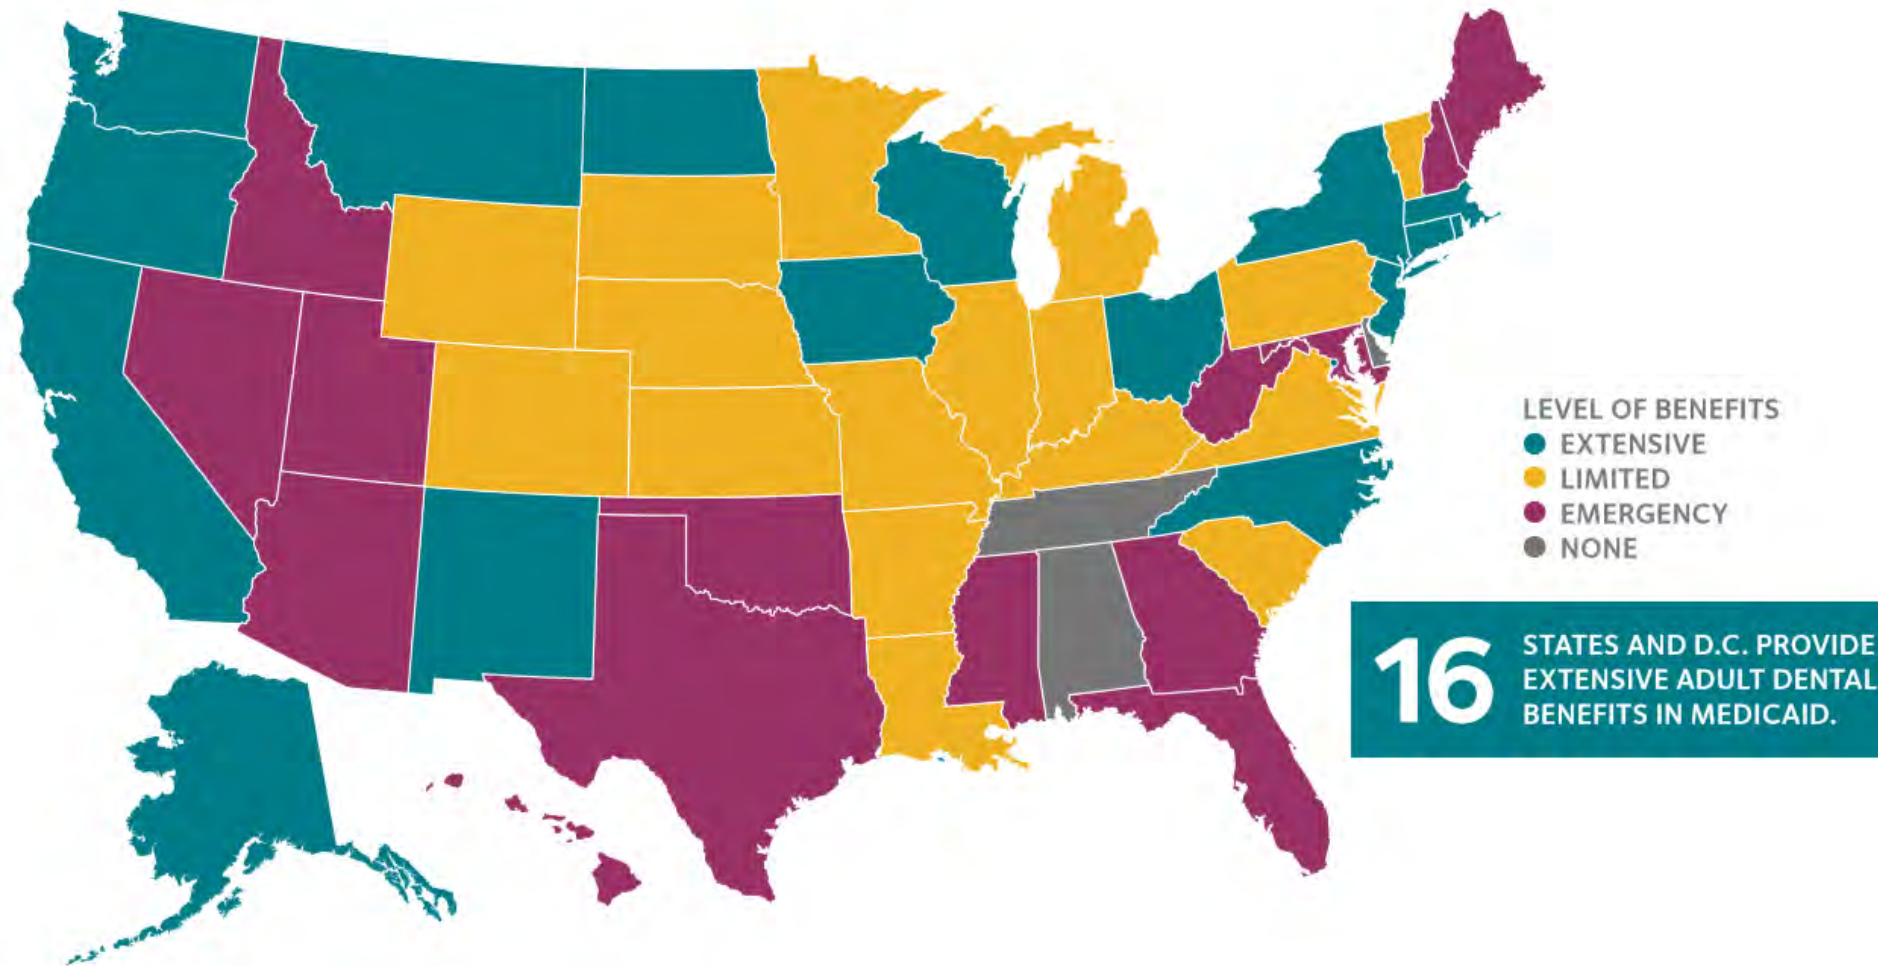 LEVEL OF BENEFITS
EXTENSIVE
LIMITED
EMERGENCY
NONE
16
STATES AND D.C. PROVIDE
EXTENSIVE ADULT DENTAL
BENEFITS IN MEDICAID.